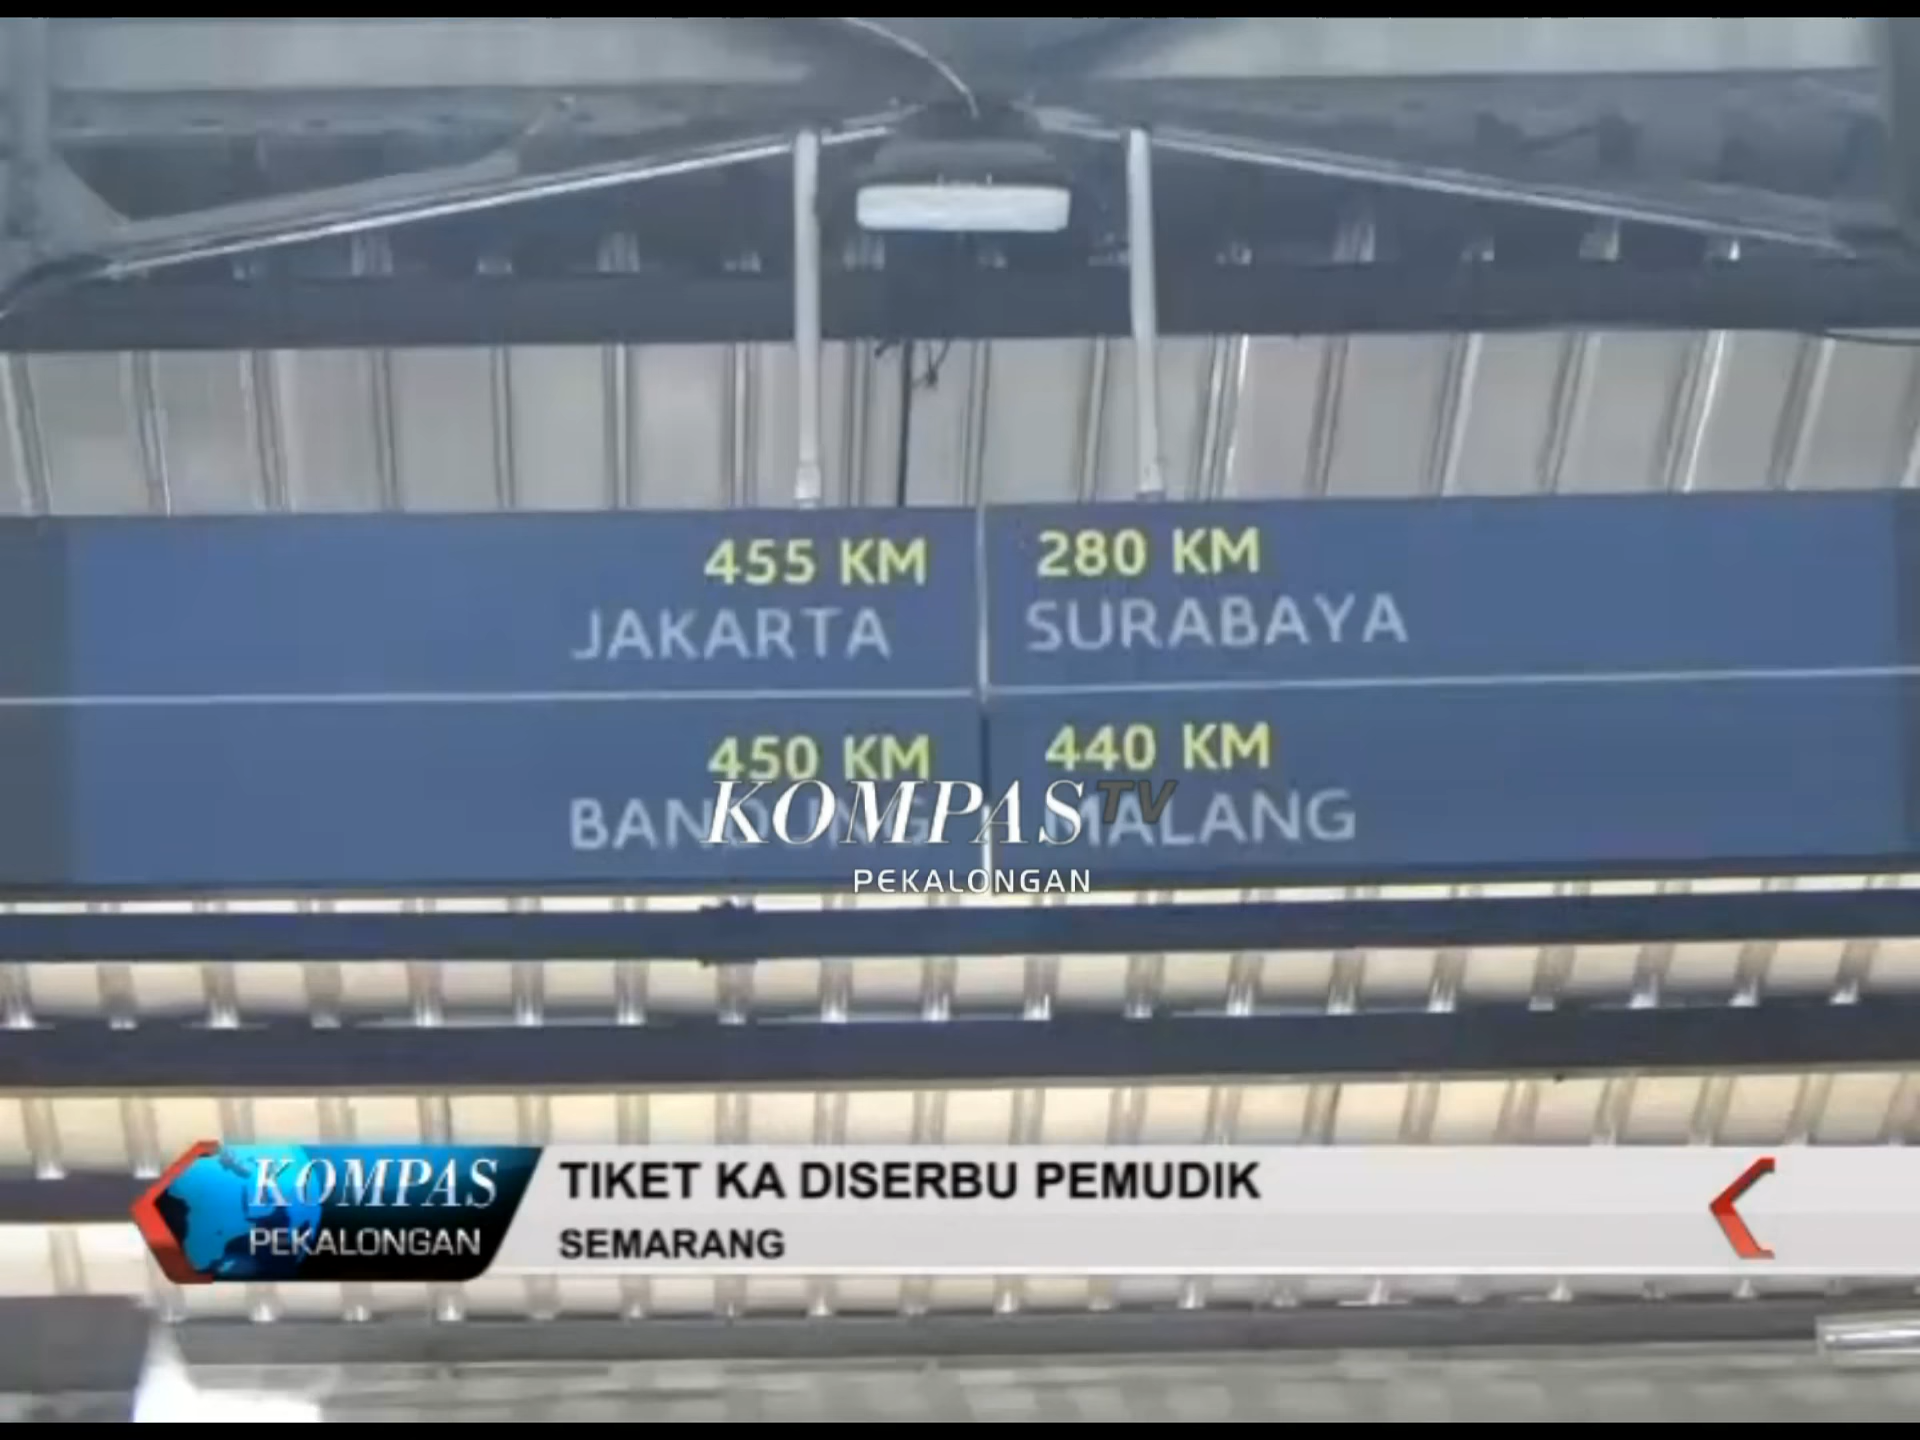 455 KM
JAKARTA
280 KM
SURABAYA
450 KM
BANDUNG
440 KM
MALANG
KOMPAS TV
PEKALONGAN
KOMPAS
PEKALONGAN
TIKET KA DISERBU PEMUDIK
SEMARANG